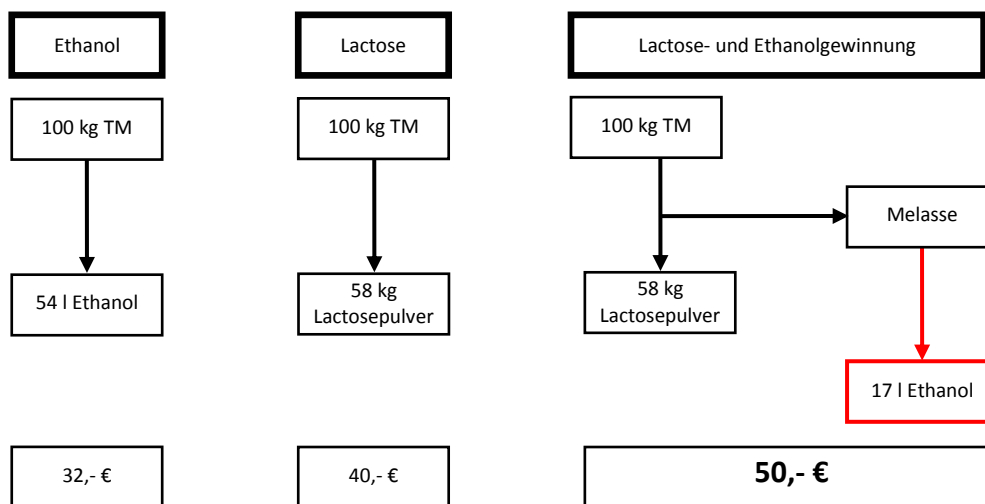 Ethanol
Lactose
Lactose- und Ethanolgewinnung
100 kg TM
100 kg TM
100 kg TM
Melasse
54 l Ethanol
58 kg
Lactosepulver
58 kg
Lactosepulver
17 l Ethanol
32,- €
40,- €
50,- €